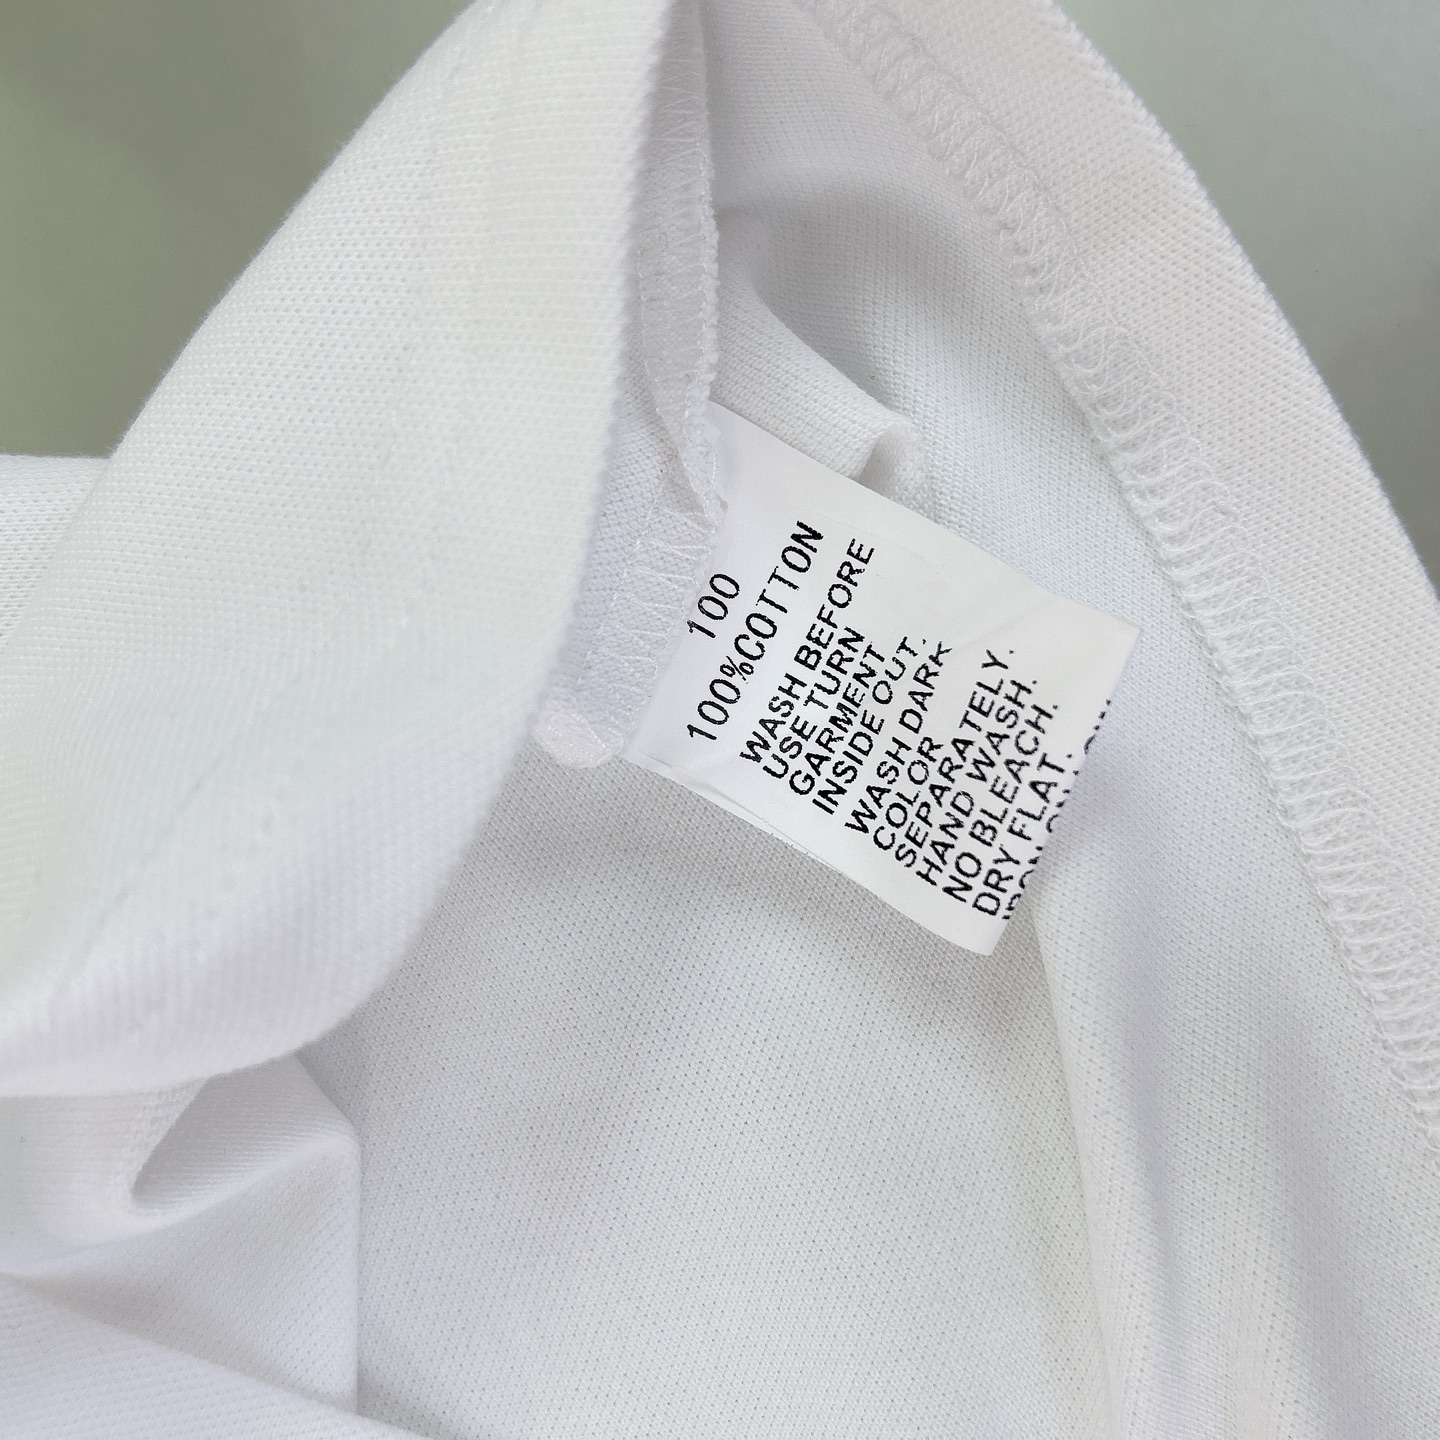 100
100%COTTON
WASH BEFORE
USE TURN
GARMENT
INSIDE OUT.
WASH DARK
COLOR
SEPARATELY.
HAND WASH.
NO BLEACH.
DRY FLAT.